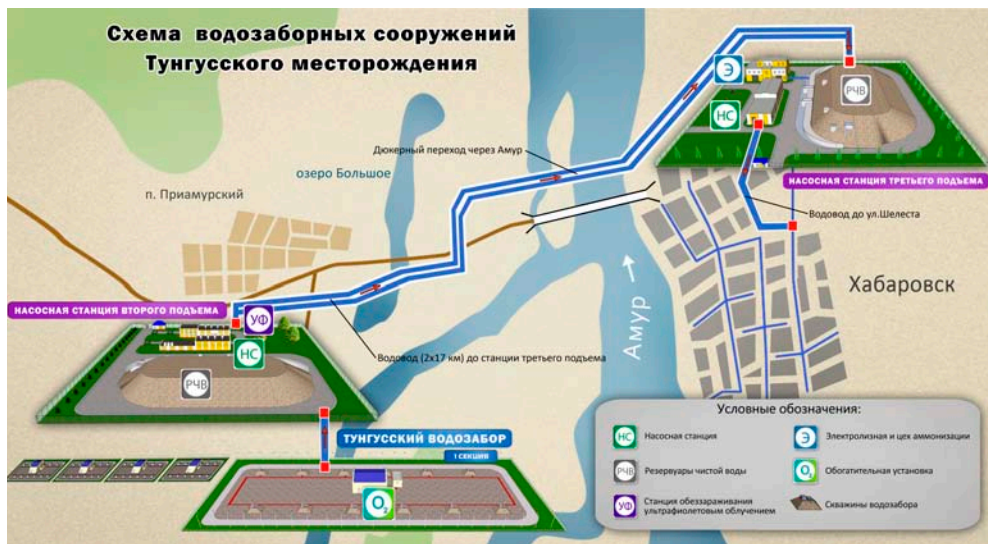 Схема водозаборных сооружений
Тунгусского месторождения
Э
РЧВ
НС
Дюкерный переход через Амур
озеро Большое
п. Приамурский
НАСОСНАЯ СТАНЦИЯ ТРЕТЬЕГО ПОДЪЕМА
Водовод до ул.Шелеста
Хабаровск
Амур →
НАСОСНАЯ СТАНЦИЯ ВТОРОГО ПОДЪЕМА
УФ
НС
Водовод (2х17 км) до станции третьего подъема
РЧВ
ТУНГУССКИЙ ВОДОЗАБОР
1 СЕКЦИЯ
O₂
Условные обозначения:
НС Насосная станция
Э Электролизная и цех аммонизации
РЧВ Резервуары чистой воды
O₂ Обогатительная установка
УФ Станция обеззараживания
ультрафиолетовым облучением
Скважины водозабора